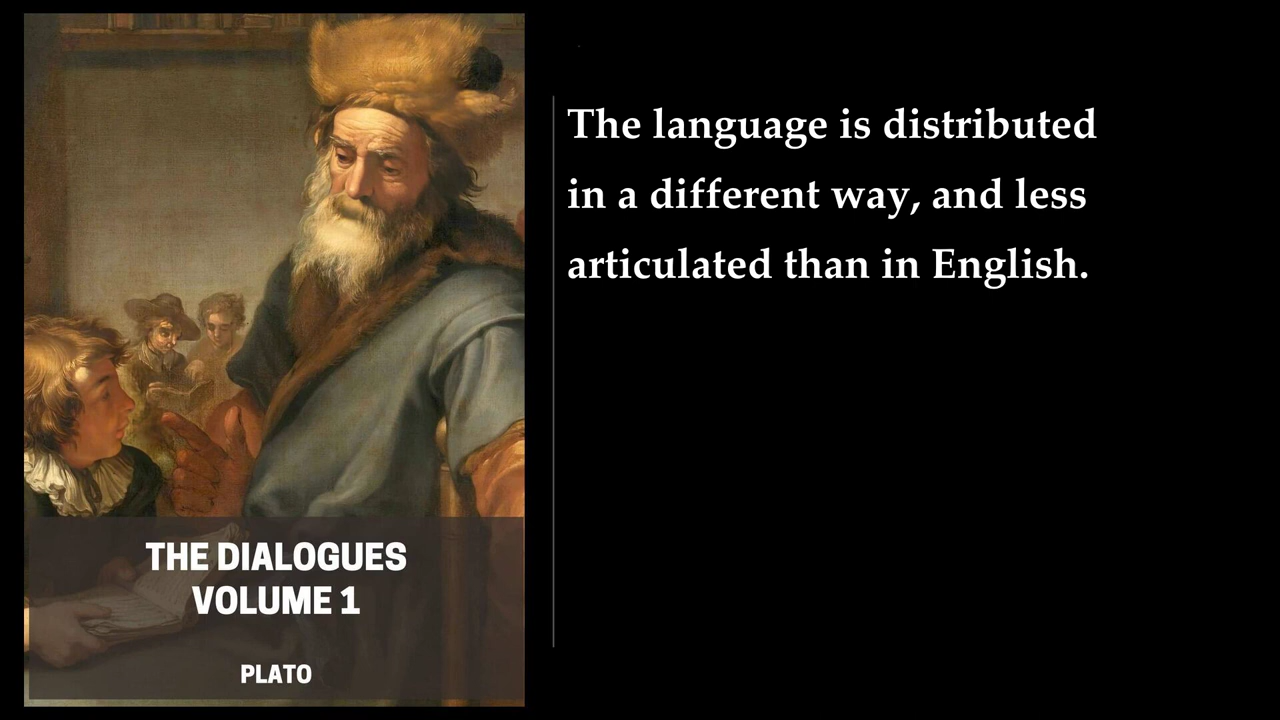 The language is distributed
in a different way, and less
articulated than in English.
THE DIALOGUES
VOLUME 1
PLATO